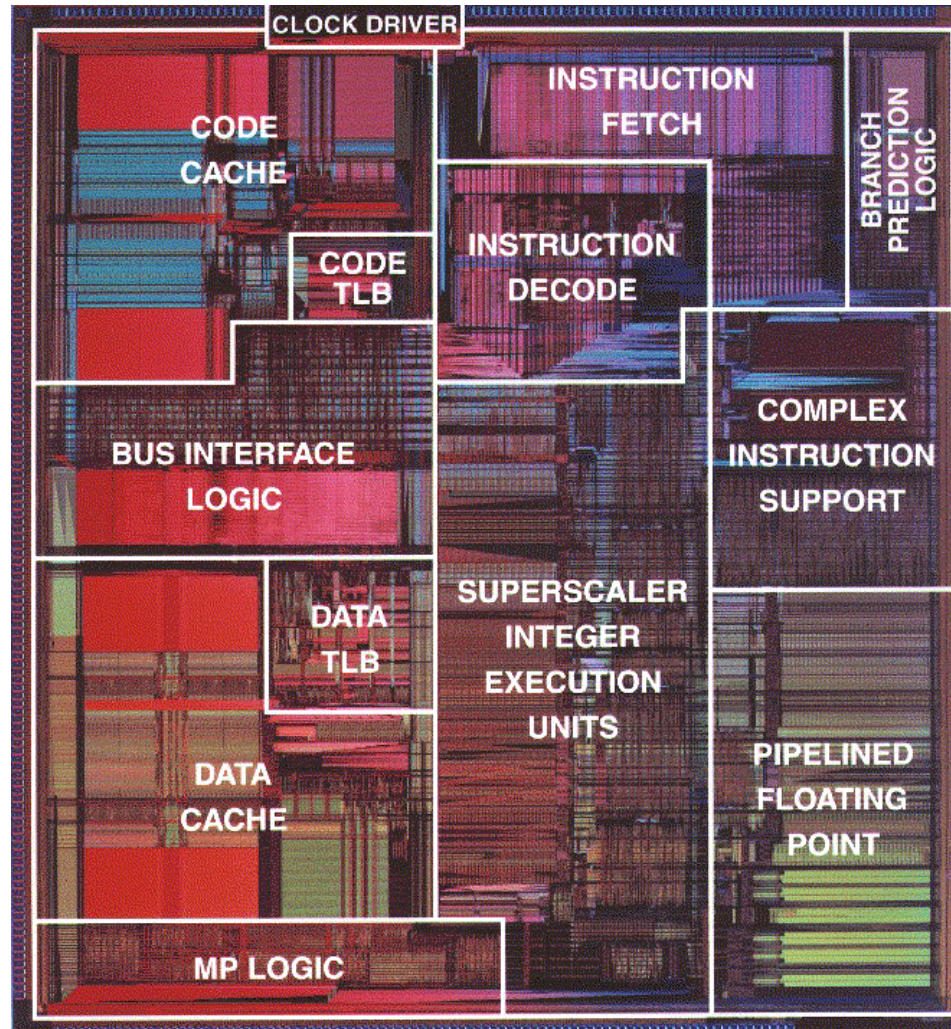 CLOCK DRIVER
CODE
CACHE
INSTRUCTION
FETCH
BRANCH
PREDICTION
LOGIC
CODE
TLB
INSTRUCTION
DECODE
BUS INTERFACE
LOGIC
COMPLEX
INSTRUCTION
SUPPORT
DATA
TLB
SUPERSCALER
INTEGER
EXECUTION
UNITS
DATA
CACHE
PIPELINED
FLOATING
POINT
MP LOGIC